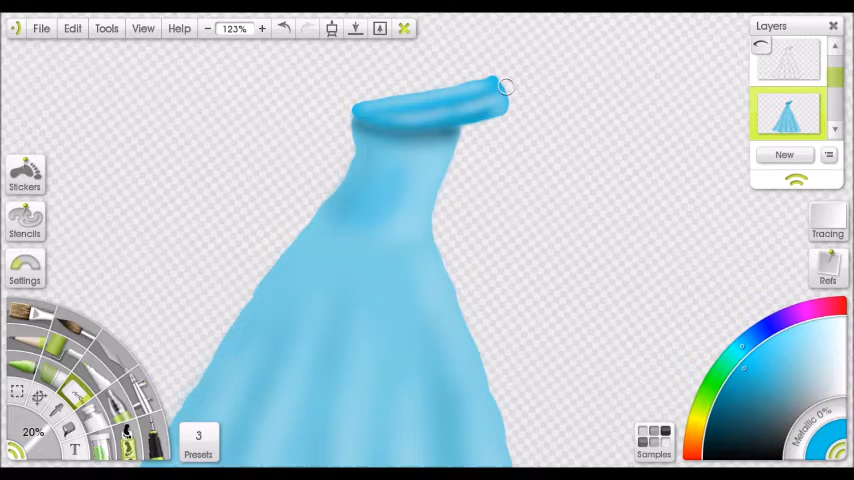 File Edit Tools View Help − 123% +
Layers
New
Stickers
Stencils
Settings
Tracing
Refs
20%
T
3
Presets
Samples
Metallic 0%